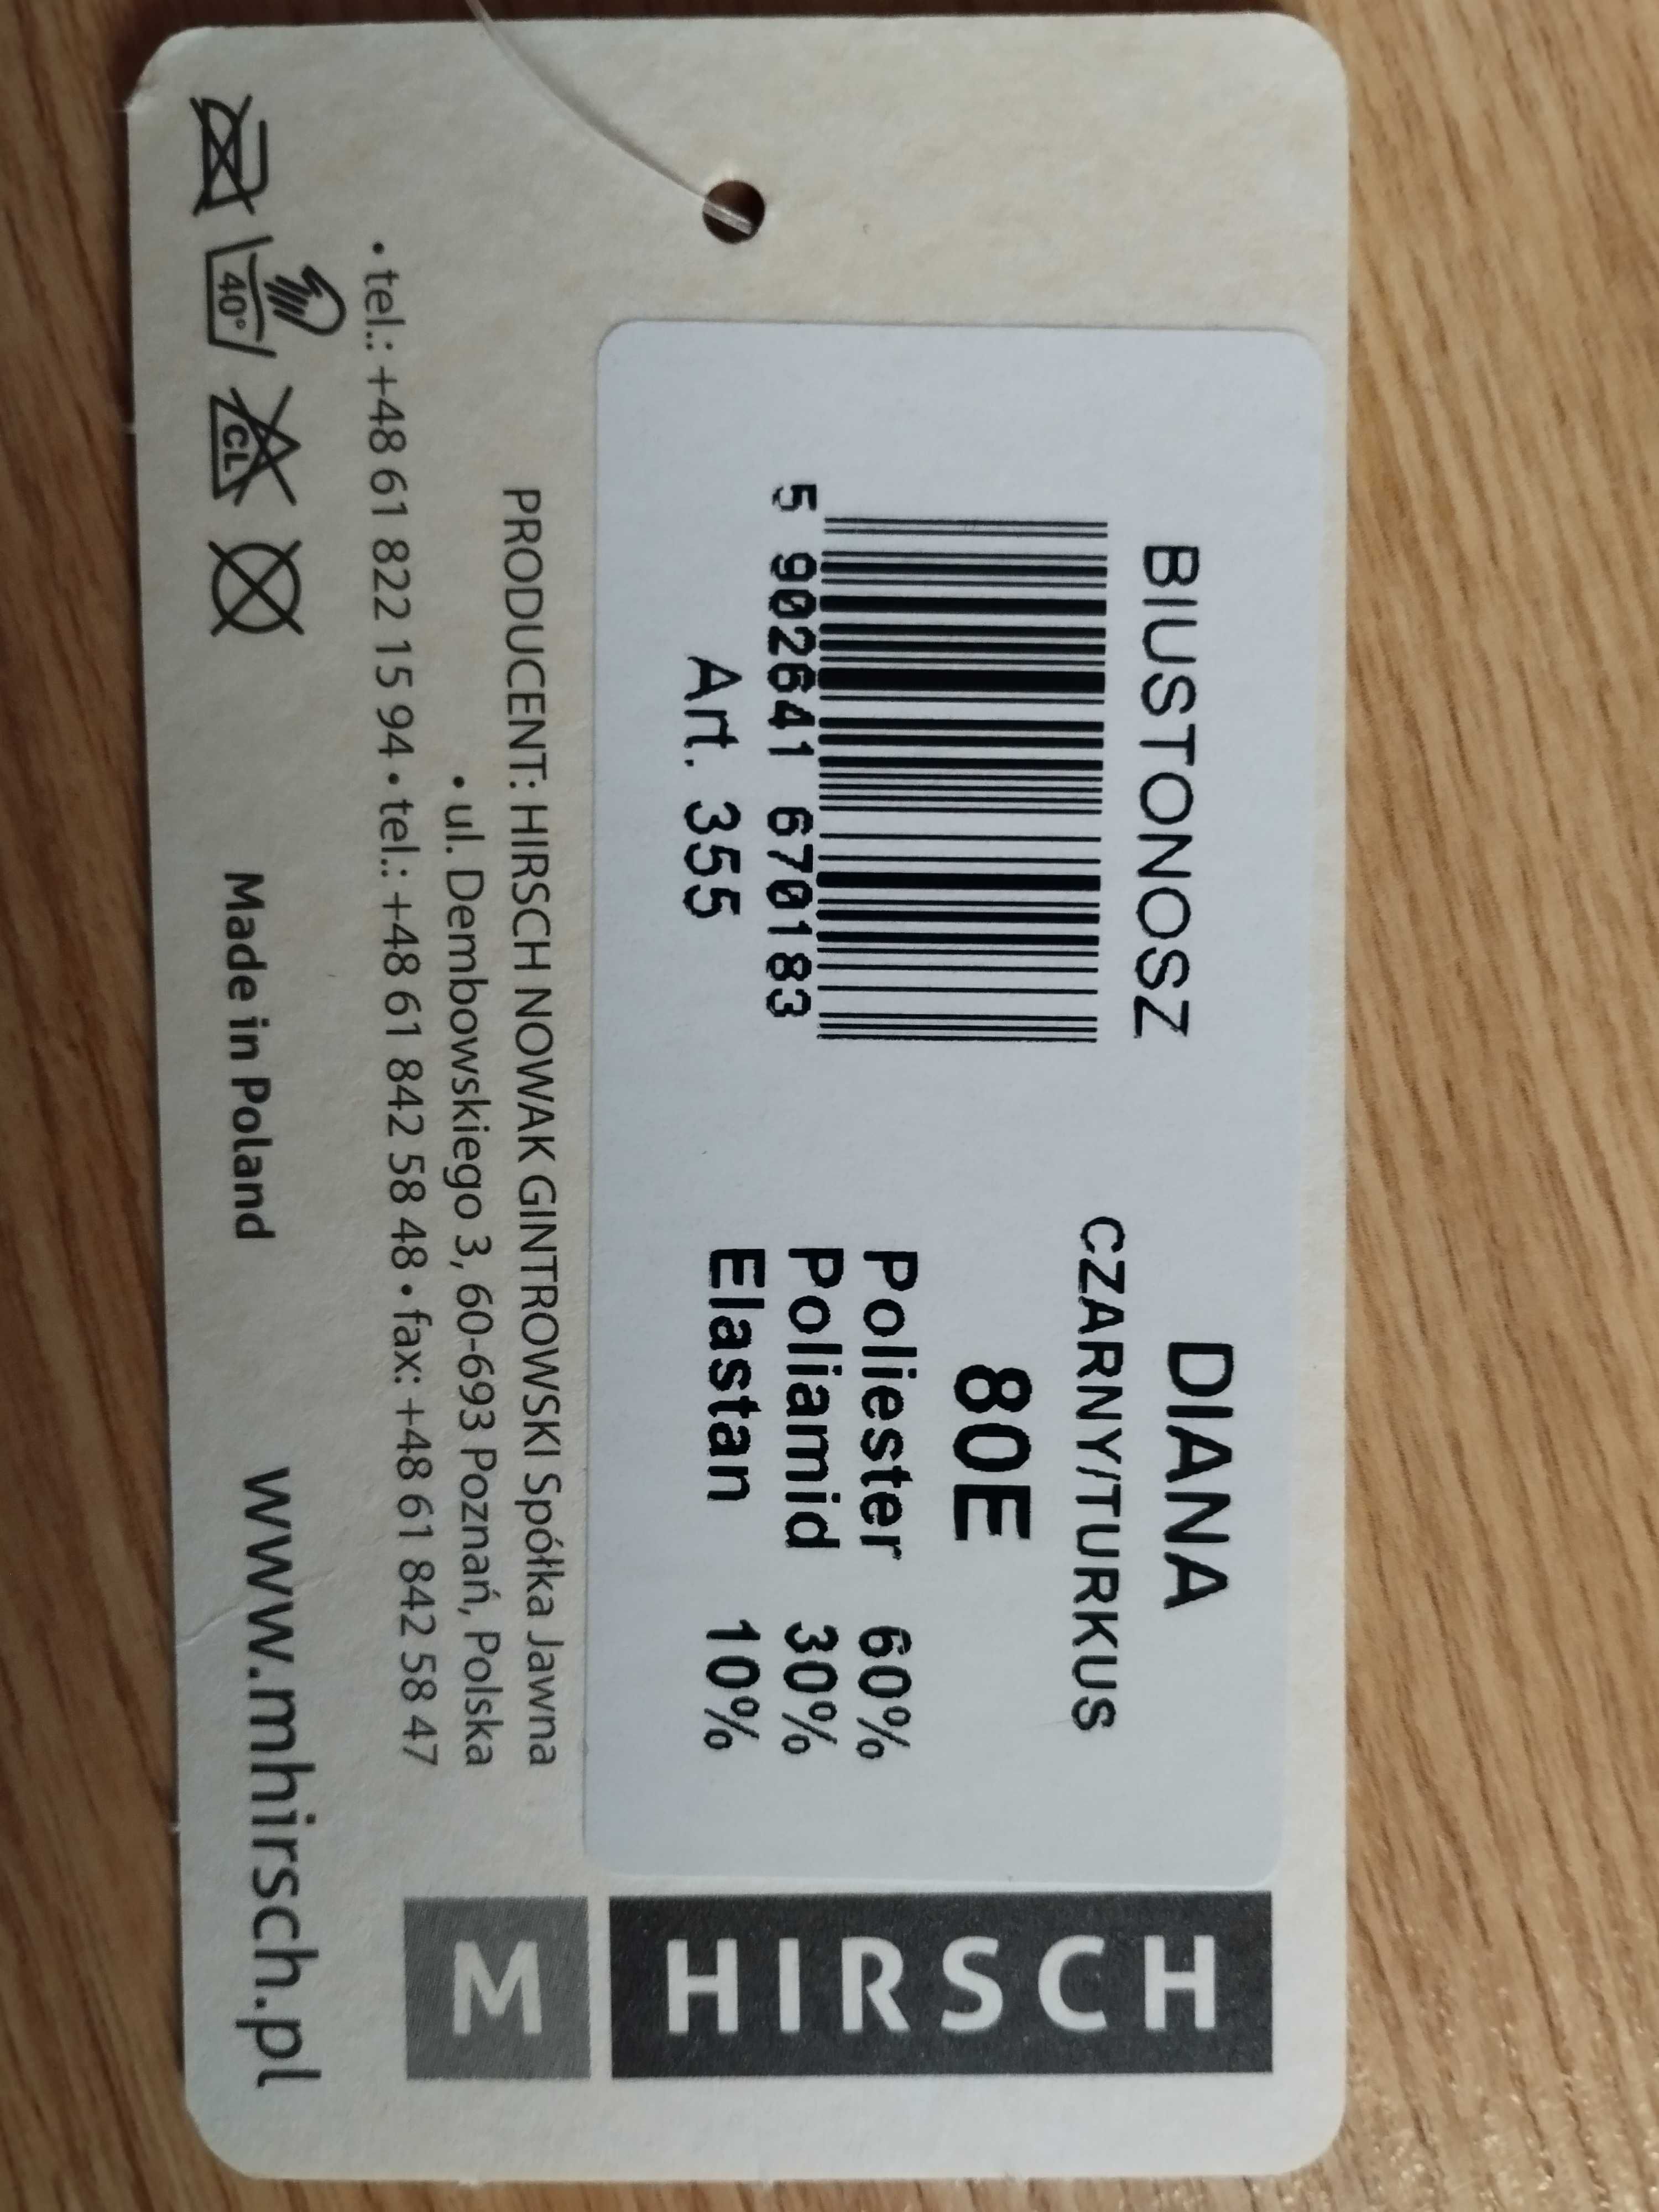 BIUSTONOSZ
5 902641 670183
Art. 355
DIANA
CZARNY/TURKUS
80E
Poliester 60%
Poliamid 30%
Elastan 10%
HIRSCH
M
PRODUCENT: HIRSCH NOWAK GINTROWSKI Spółka Jawna
• ul. Dembowskiego 3, 60-693 Poznań, Polska
• tel.: +48 61 822 15 94 • tel.: +48 61 842 58 48 • fax: +48 61 842 58 47
40°
CL
Made in Poland
www.mhirsch.pl